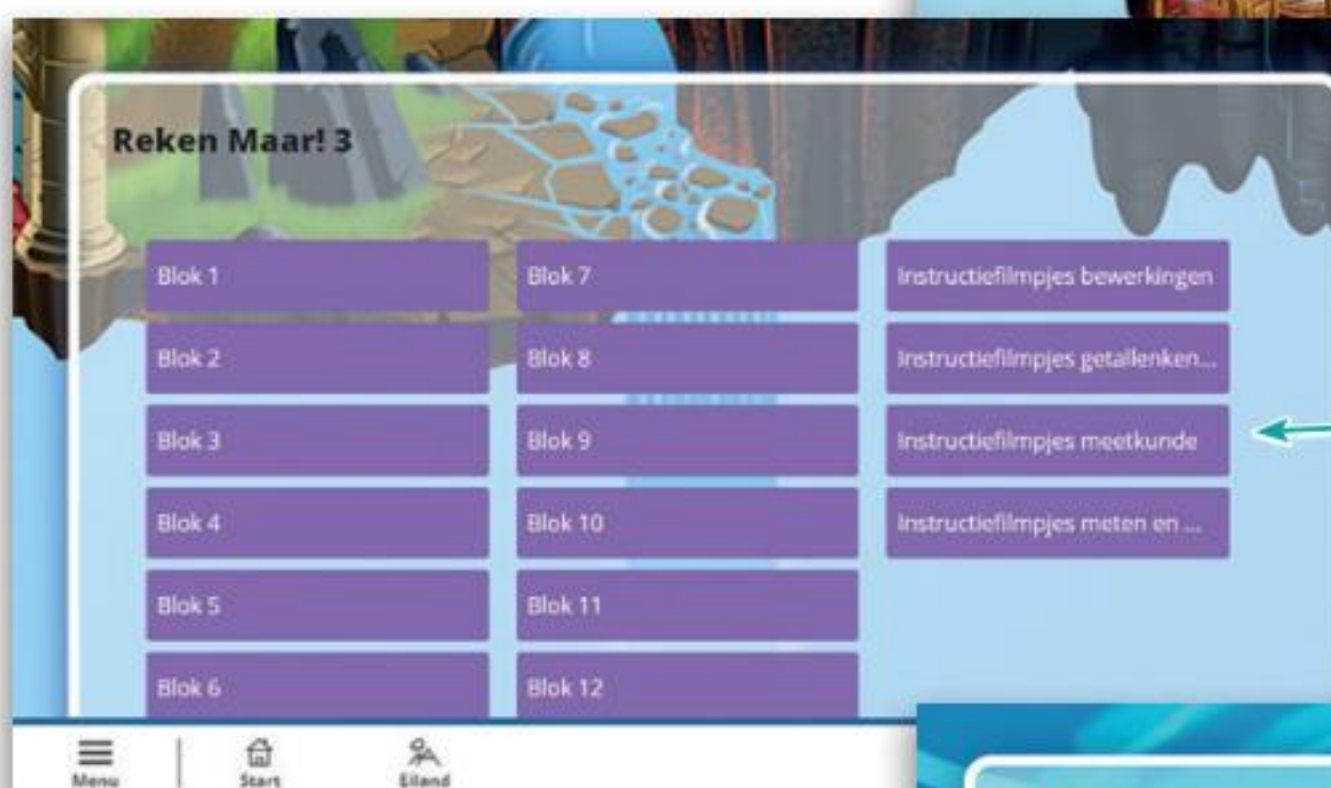 Reken Maar! 3
Blok 1
Blok 2
Blok 3
Blok 4
Blok 5
Blok 6
Blok 7
Blok 8
Blok 9
Blok 10
Blok 11
Blok 12
Instructiefilmpjes bewerkingen
Instructiefilmpjes getallenken...
Instructiefilmpjes meetkunde
Instructiefilmpjes meten en ...
Menu
Start
Eiland